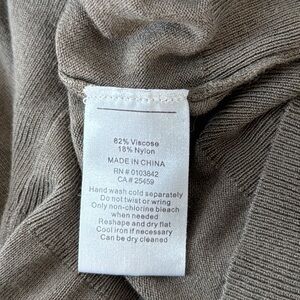 82% Viscose
18% Nylon
MADE IN CHINA
RN # 0103842
CA # 25459
Hand wash cold separately
Do not twist or wring
Only non-chlorine bleach
when needed
Reshape and dry flat
Cool iron if necessary
Can be dry cleaned